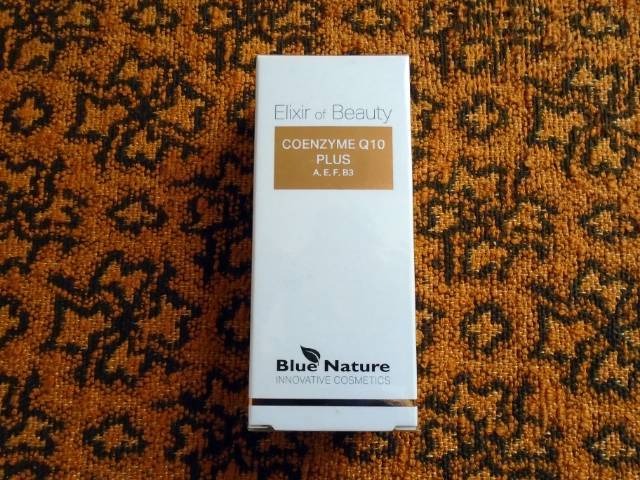 Elixir of Beauty
COENZYME Q10
PLUS
A, E, F, B3
Blue Nature
INNOVATIVE COSMETICS